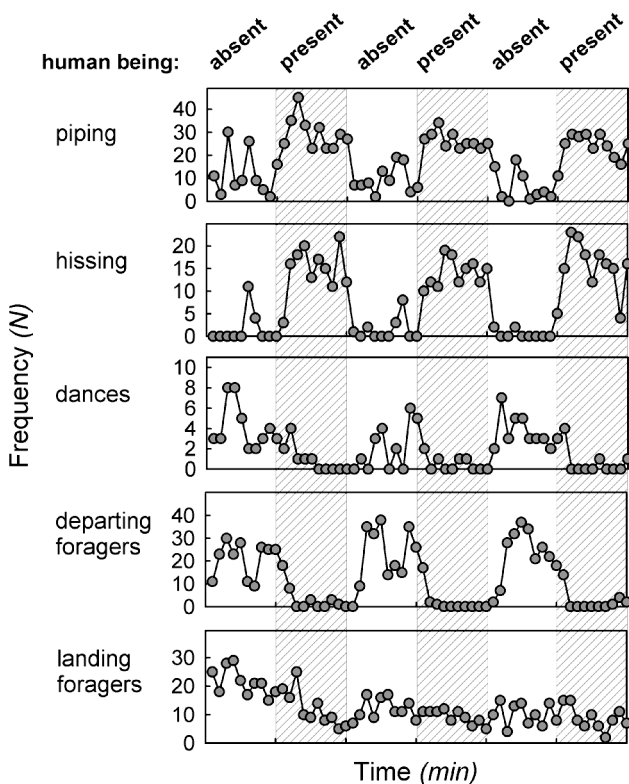 human being: absent present absent present absent present
piping
40
30
20
10
0
hissing
20
15
10
5
0
dances
10
8
6
4
2
0
departing
foragers
40
30
20
10
0
landing
foragers
30
20
10
0
Frequency (N)
Time (min)